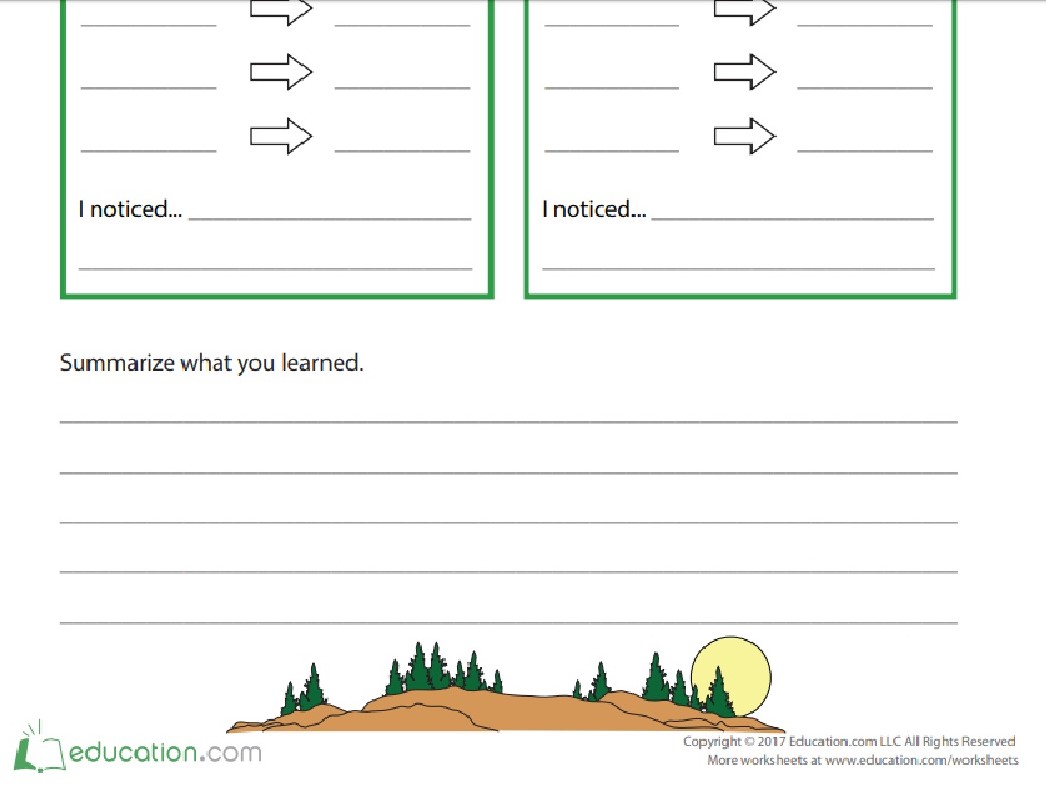 I noticed... I noticed...
Summarize what you learned.
education.com
Copyright © 2017 Education.com LLC All Rights Reserved
More worksheets at www.education.com/worksheets